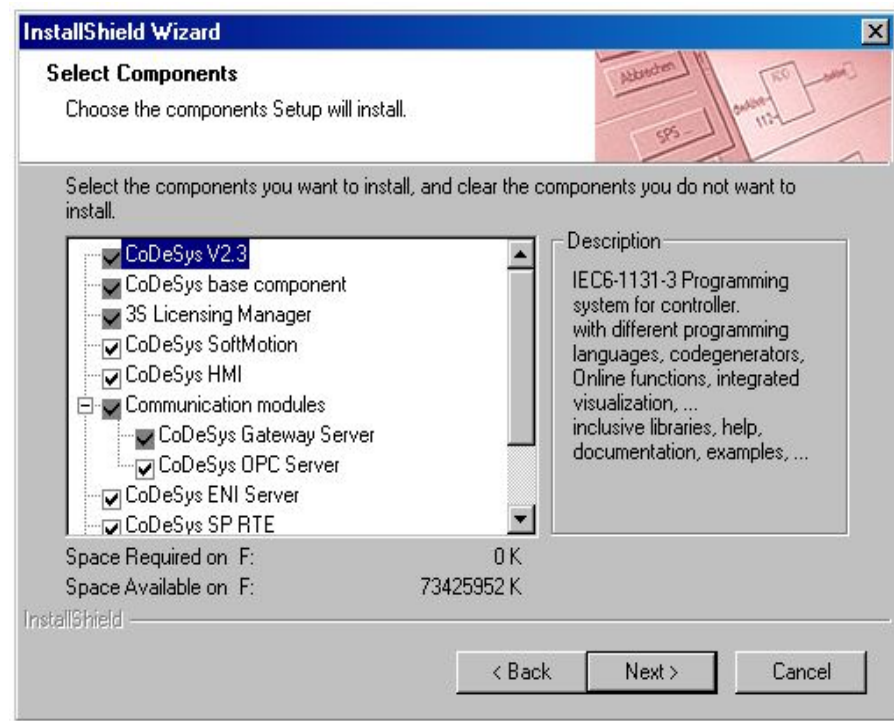 InstallShield Wizard
Select Components
Choose the components Setup will install.
Abbrechen
SPS ...
ADD
112
Select the components you want to install, and clear the components you do not want to
install.
CoDeSys V2.3
CoDeSys base component
3S Licensing Manager
CoDeSys SoftMotion
CoDeSys HMI
Communication modules
CoDeSys Gateway Server
CoDeSys OPC Server
CoDeSys ENI Server
CoDeSys SP RTE
Description
IEC6-1131-3 Programming
system for controller.
with different programming
languages, codegenerators,
Online functions, integrated
visualization, ...
inclusive libraries, help,
documentation, examples, ...
Space Required on F: 0 K
Space Available on F: 73425952 K
InstallShield
< Back
Next >
Cancel